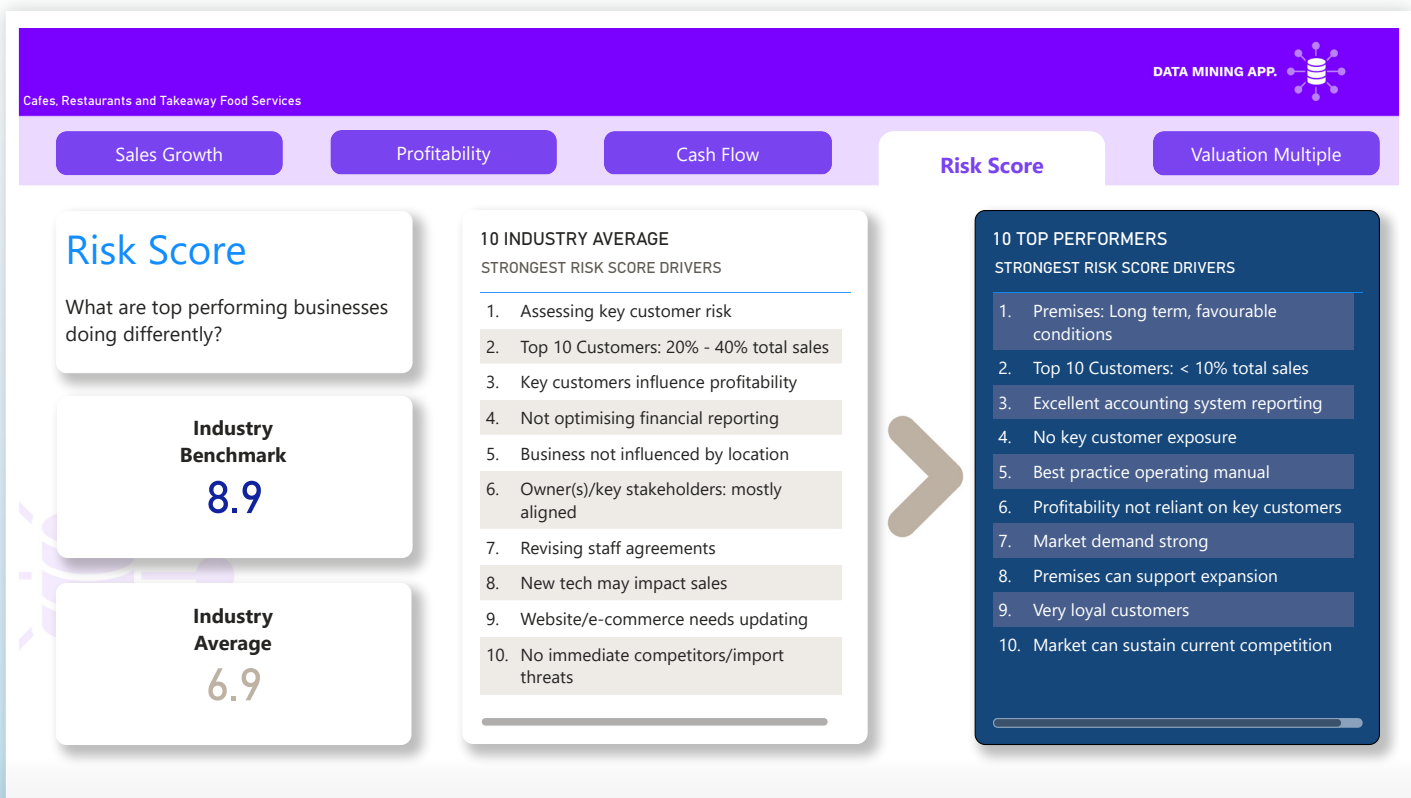 DATA MINING APP.
Cafes, Restaurants and Takeaway Food Services
Sales Growth
Profitability
Cash Flow
Risk Score
Valuation Multiple
Risk Score
What are top performing businesses
doing differently?
Industry
Benchmark
8.9
Industry
Average
6.9
10 INDUSTRY AVERAGE
STRONGEST RISK SCORE DRIVERS
1. Assessing key customer risk
2. Top 10 Customers: 20% - 40% total sales
3. Key customers influence profitability
4. Not optimising financial reporting
5. Business not influenced by location
6. Owner(s)/key stakeholders: mostly
aligned
7. Revising staff agreements
8. New tech may impact sales
9. Website/e-commerce needs updating
10. No immediate competitors/import
threats
10 TOP PERFORMERS
STRONGEST RISK SCORE DRIVERS
1. Premises: Long term, favourable
conditions
2. Top 10 Customers: < 10% total sales
3. Excellent accounting system reporting
4. No key customer exposure
5. Best practice operating manual
6. Profitability not reliant on key customers
7. Market demand strong
8. Premises can support expansion
9. Very loyal customers
10. Market can sustain current competition